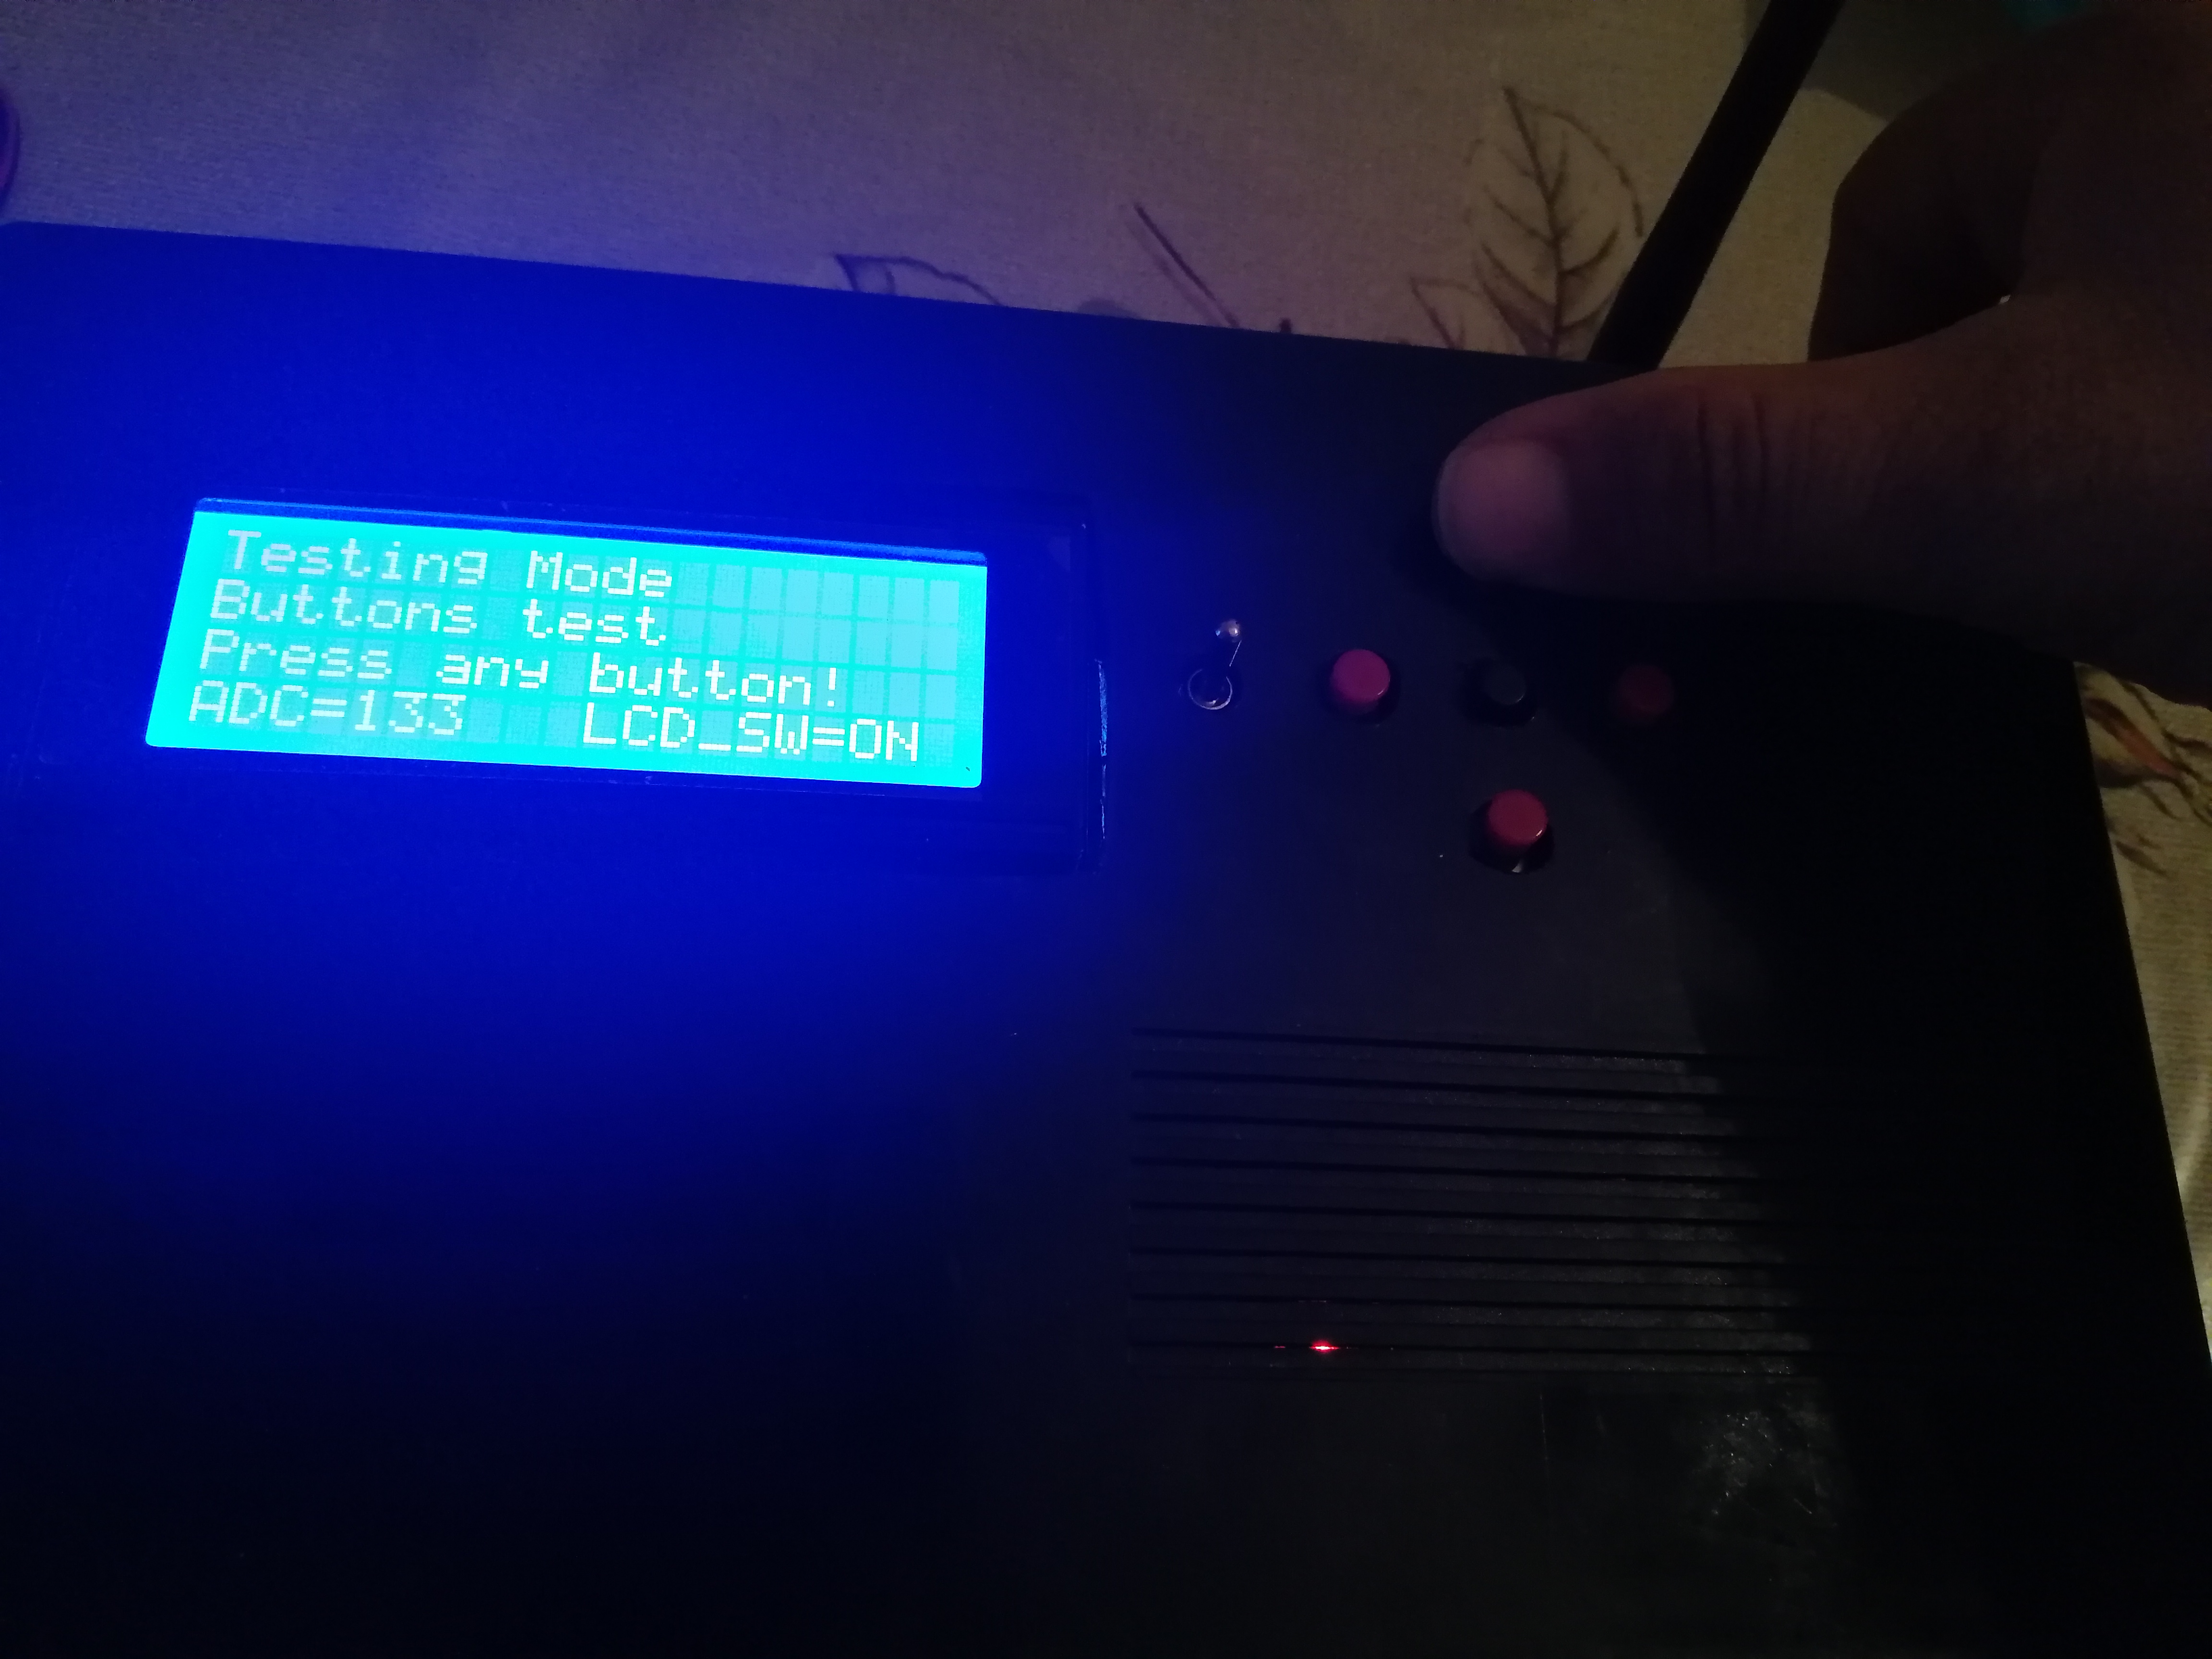 Testing Mode
Buttons test
Press any button!
ADC=133 LCD_SW=ON